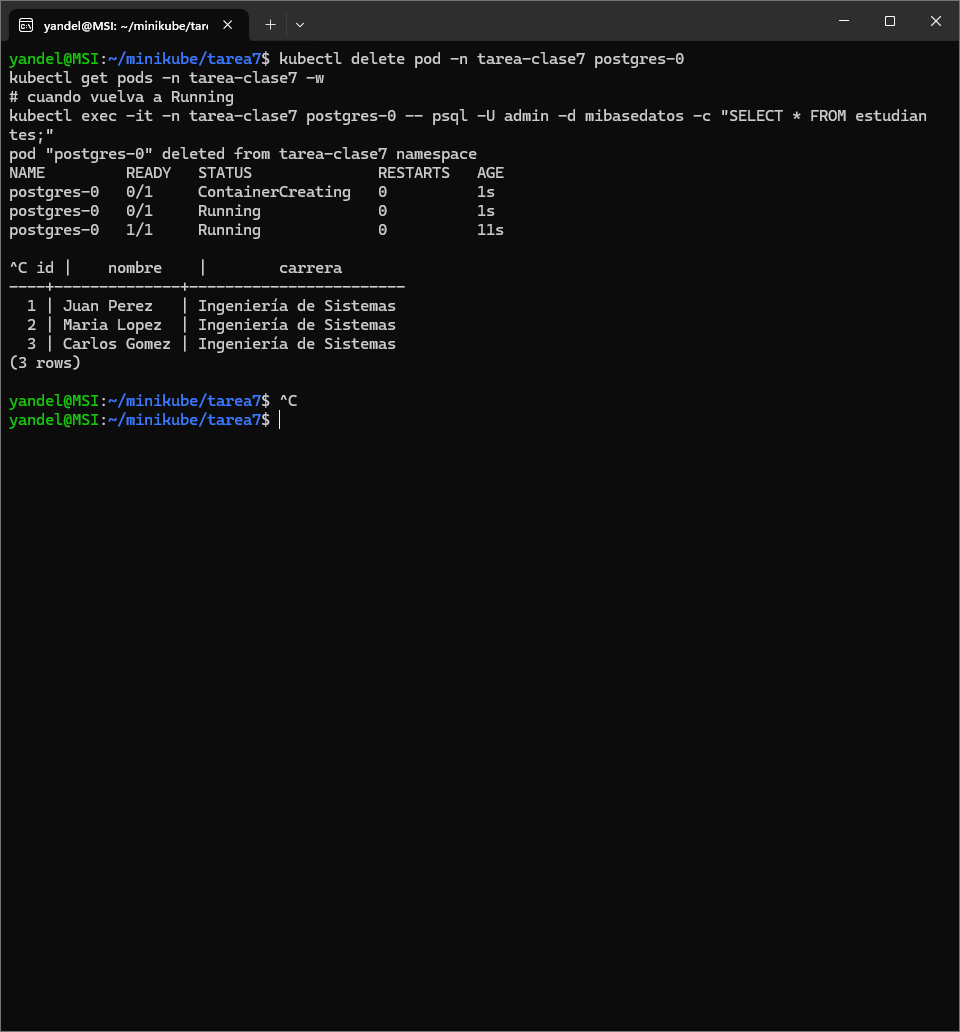 yandel@MSI: ~/minikube/tar
yandel@MSI:~/minikube/tarea7$ kubectl delete pod -n tarea-clase7 postgres-0
kubectl get pods -n tarea-clase7 -w
# cuando vuelva a Running
kubectl exec -it -n tarea-clase7 postgres-0 -- psql -U admin -d mibasedatos -c "SELECT * FROM estudian
tes;"
pod "postgres-0" deleted from tarea-clase7 namespace
NAME         READY   STATUS              RESTARTS   AGE
postgres-0   0/1     ContainerCreating   0          1s
postgres-0   0/1     Running             0          1s
postgres-0   1/1     Running             0          11s
^C id |    nombre    |        carrera
----+--------------+------------------------
  1 | Juan Perez   | Ingeniería de Sistemas
  2 | Maria Lopez  | Ingeniería de Sistemas
  3 | Carlos Gomez | Ingeniería de Sistemas
(3 rows)
yandel@MSI:~/minikube/tarea7$ ^C
yandel@MSI:~/minikube/tarea7$